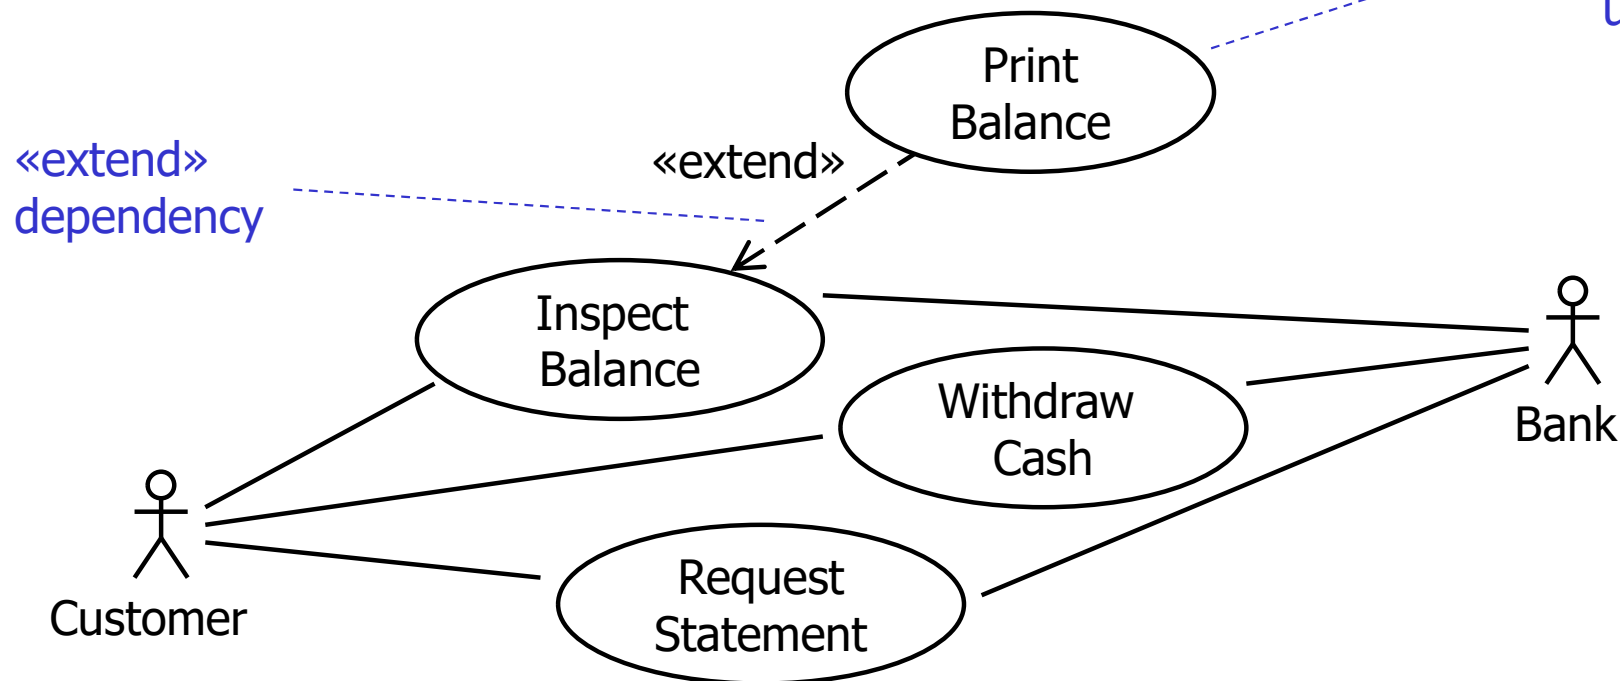 Print
Balance
«extend»
dependency
«extend»
Inspect
Balance
Withdraw
Cash
Bank
Request
Statement
Customer